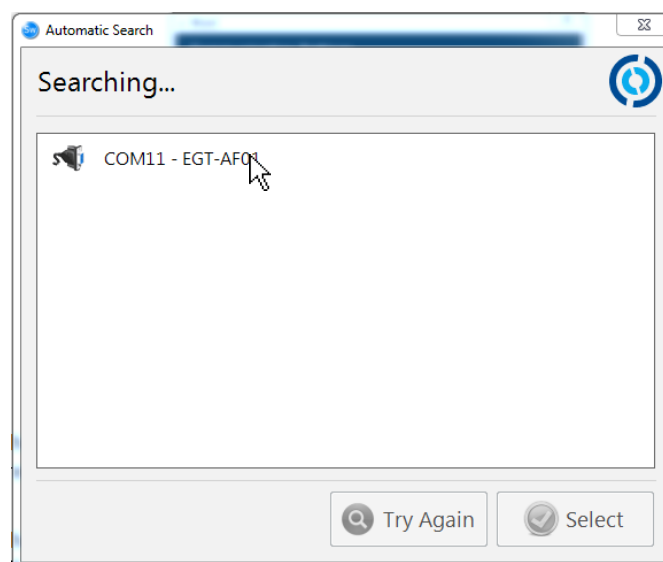 Automatic Search
Searching...
COM11 - EGT-AF01
Try Again
Select